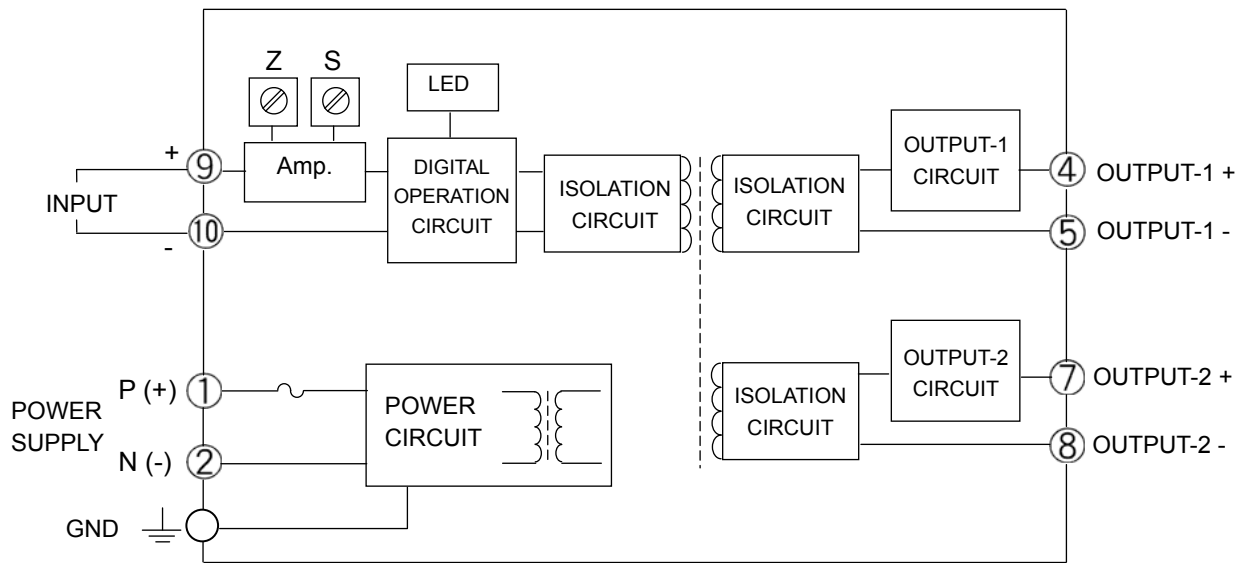 Z
S
LED
+
9
Amp.
DIGITAL
OPERATION
CIRCUIT
ISOLATION
CIRCUIT
ISOLATION
CIRCUIT
OUTPUT-1
CIRCUIT
4
OUTPUT-1 +
INPUT
10
-
5
OUTPUT-1 -
P (+)
1
POWER
SUPPLY
N (-)
2
POWER
CIRCUIT
ISOLATION
CIRCUIT
OUTPUT-2
CIRCUIT
7
OUTPUT-2 +
8
OUTPUT-2 -
GND